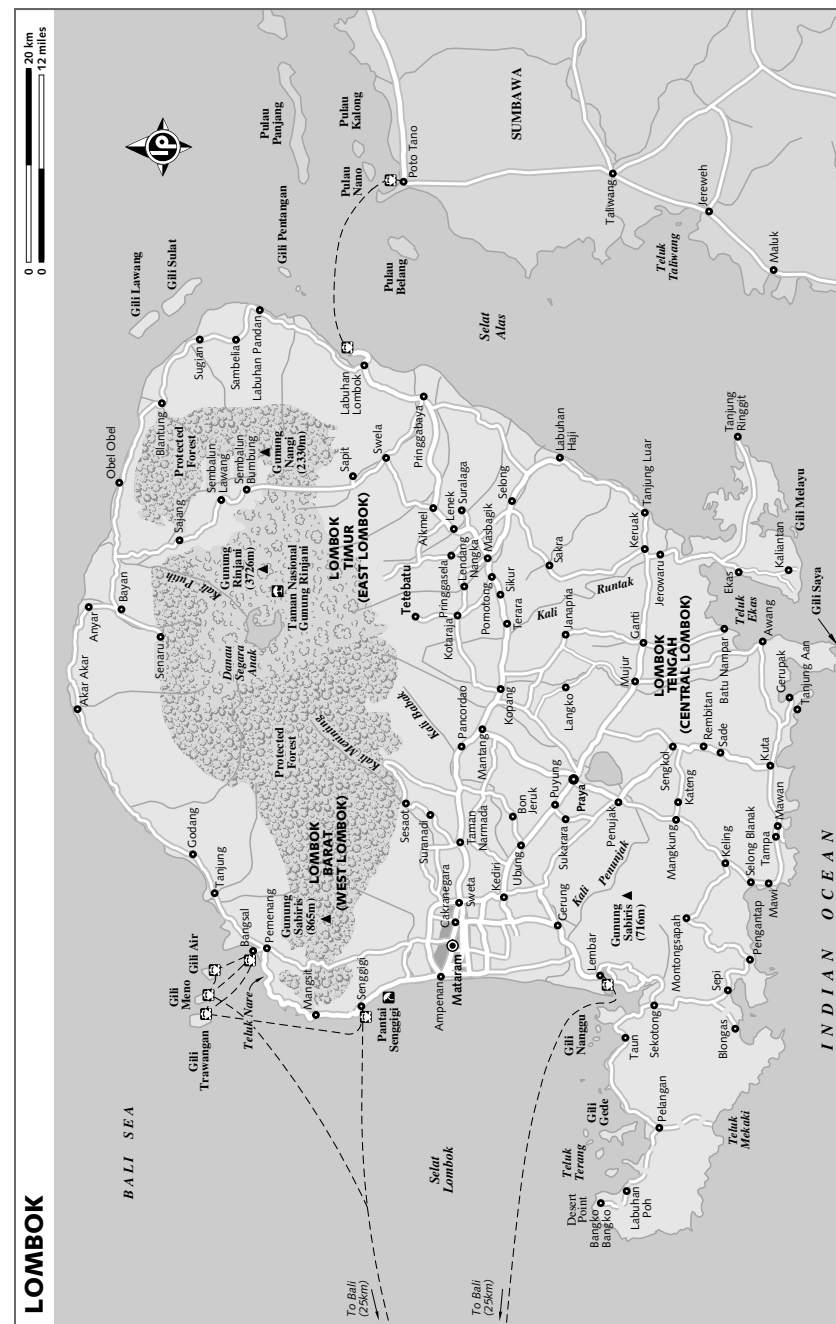 LOMBOK
0
20 km
0
12 miles
BALI SEA
Gili
Trawangan
Gili
Meno
Gili Air
Teluk Nare
Bangsal
Pemenang
Mangsit
Senggigi
Pantai
Senggigi
Tanjung
Godang
Akar Akar
Anyar
Bayan
Senaru
Obel Obel
Blantung
Protected
Forest
Sajang
Sembalun
Lawang
Sembalun
Bumbung
Gunung
Nangi
(2330m)
Sugian
Sambelia
Labuhan Pandan
Gili Lawang
Gili Sulat
Gili Pentangan
Pulau
Panjang
Pulau
Kalong
Pulau
Namo
Pulau
Belang
Poto Tano
SUMBAWA
Taliwang
Jereweh
Maluk
Teluk
Taliwang
Selat
Alas
Kali Putih
Gunung
Rinjani
(3726m)
Taman Nasional
Gunung Rinjani
Danau
Segara
Anak
Protected
Forest
Kali Meninting
Kali Babak
Gunung
Sabiris
(865m)
LOMBOK
BARAT
(WEST LOMBOK)
LOMBOK
TIMUR
(EAST LOMBOK)
Sapit
Swela
Labuhan
Lombok
Pringgabaya
Aikmel
Lenek
Suralaga
Lendang
Nangka
Masbagik
Pringgasela
Tetebatu
Kotaraja
Pomotong
Sikur
Terara
Selong
Labuhan
Haji
Sakra
Kali
Runtak
Janapria
Kopang
Pancordao
Mantang
Langko
Sesaot
Suranadi
Taman
Narmada
Cakranegara
Sweta
Mataram
Ampenan
Kediri
Ubung
Bon
Jeruk
Puyung
Praya
Sukarara
Penujak
Kali
Penunjak
Gerung
Lembar
Gunung
Sabiris
(716m)
Mujur
Ganti
LOMBOK
TENGAH
(CENTRAL LOMBOK)
Keruak
Tanjung Luar
Jerowaru
Tanjung
Ringgit
Gili Melayu
Kaliantan
Ekas
Teluk
Ekas
Batu Nampar
Awang
Gili Saya
Gerupak
Tanjung Aan
Sengkol
Rembitan
Sade
Kuta
Kateng
Mangkung
Keling
Selong Blanak
Mawan
Tampa
Mawi
Montongsapah
Pengantap
Sepi
Blongas
Sekotong
Taun
Gili
Nanggu
Gili
Gede
Pelangan
Teluk
Mekaki
Teluk
Terang
Desert
Point
Bangko
Bangko
Labuhan
Poh
Selat
Lombok
To Bali
(25km)
To Bali
(25km)
INDIAN OCEAN
lp